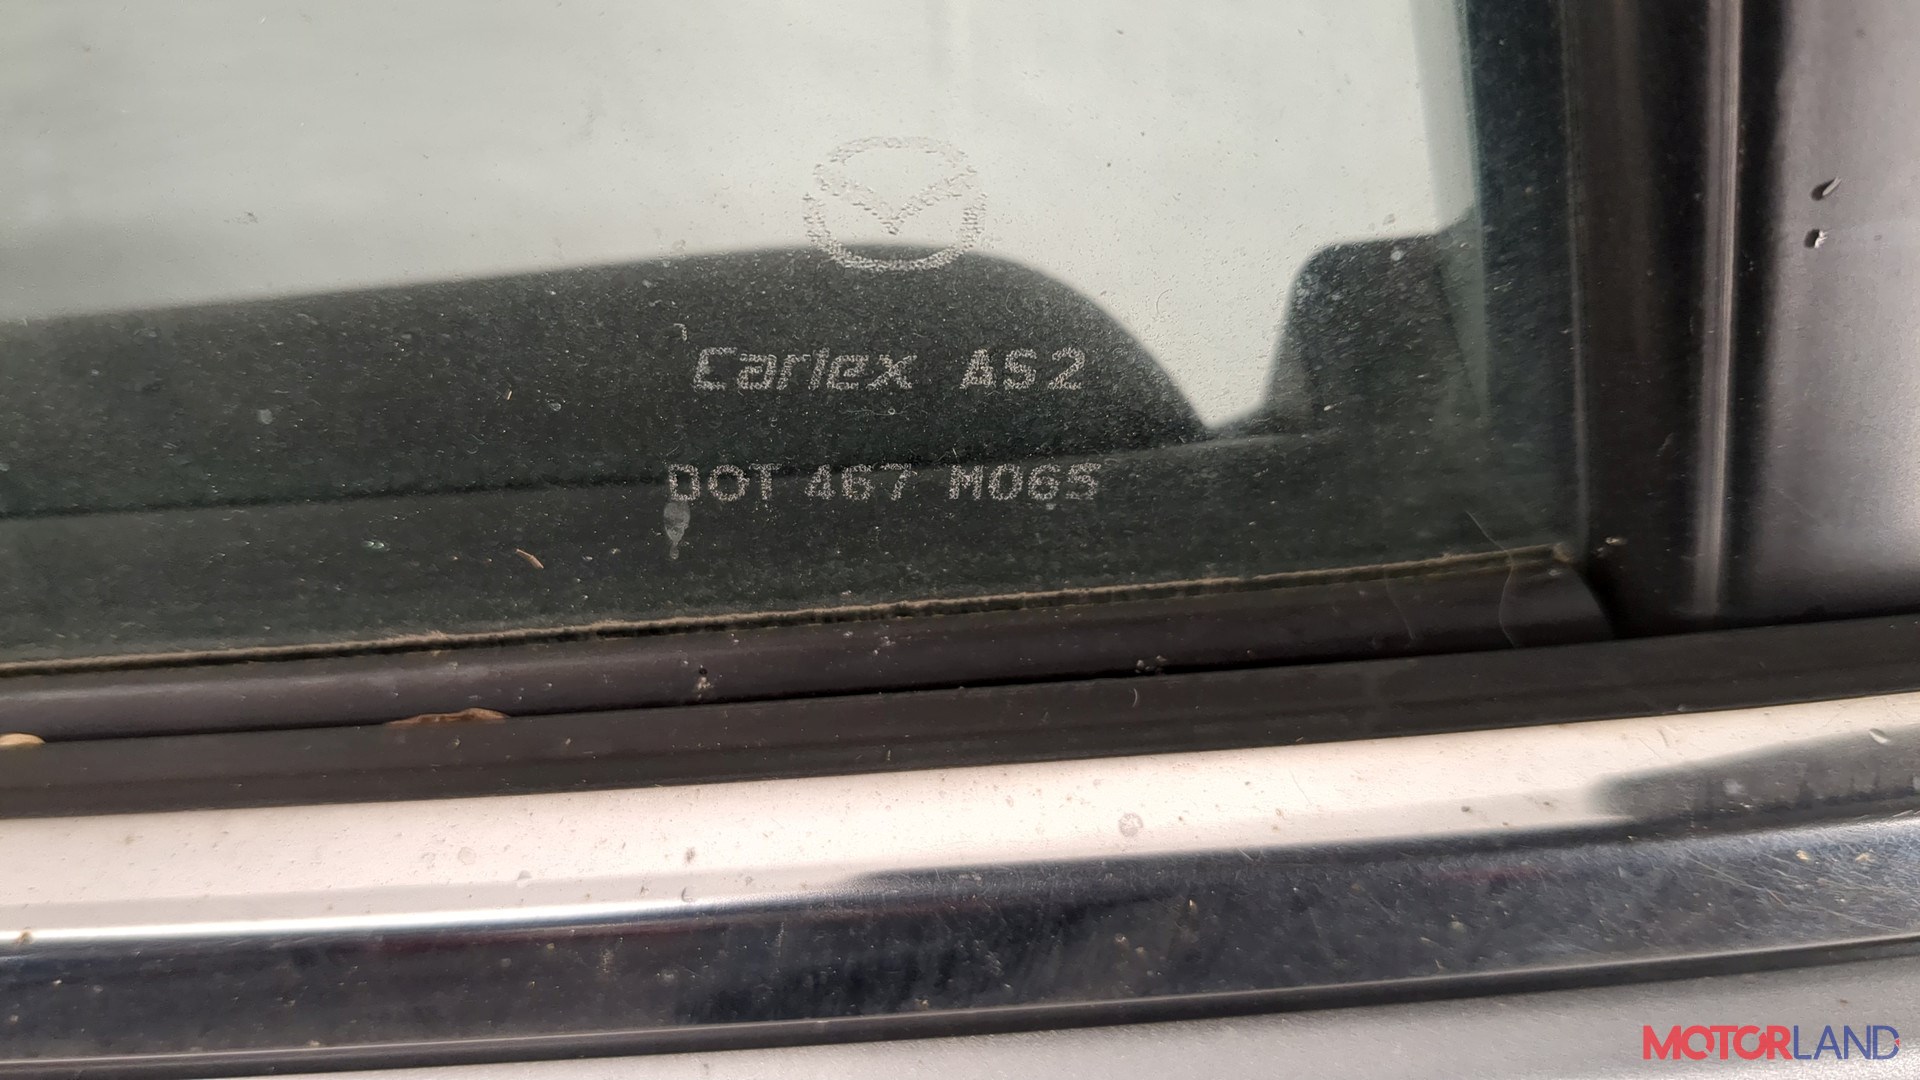 Carlex AS2
DOT 467 M065
MOTORLAND